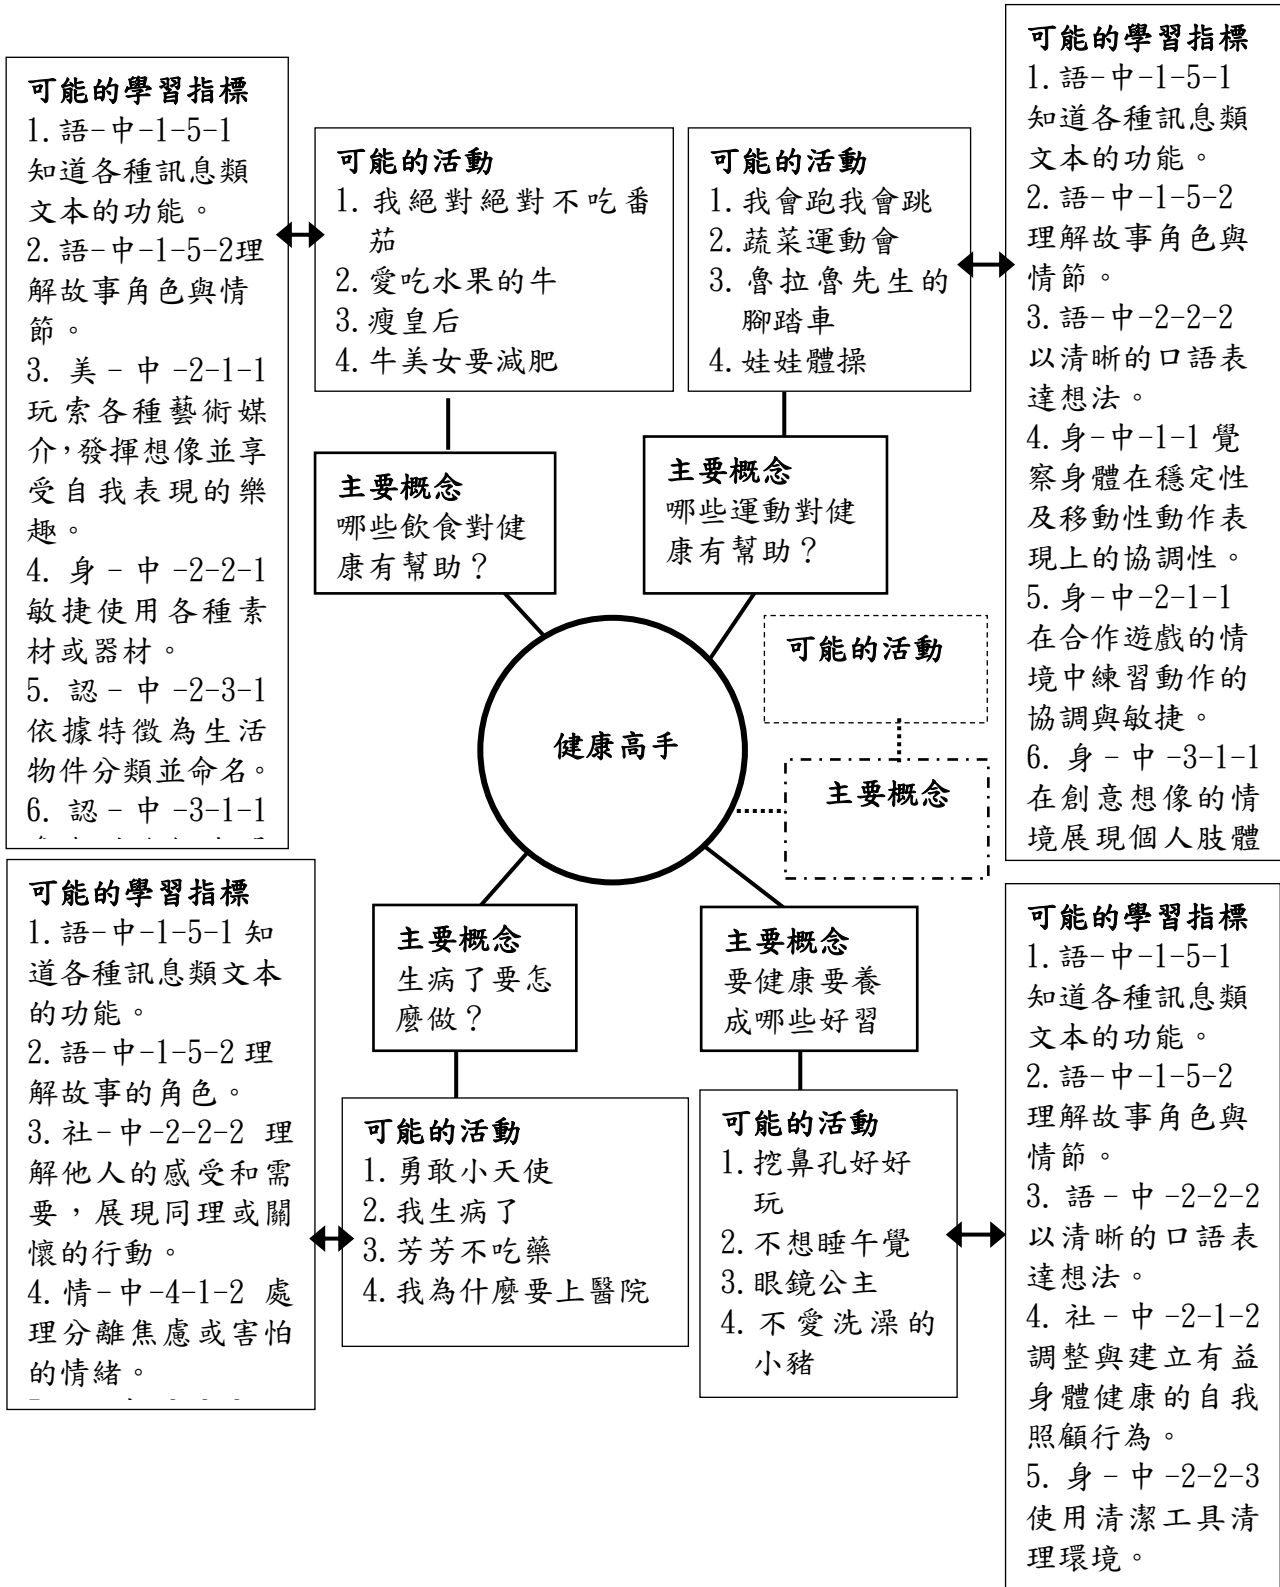 可能的學習指標
1.語-中-1-5-1
知道各種訊息類
文本的功能。
2.語-中-1-5-2理
解故事角色與情
節。
3. 美-中-2-1-1
玩索各種藝術媒
介,發揮想像並享
受自我表現的樂
趣。
4. 身-中-2-2-1
敏捷使用各種素
材或器材。
5. 認-中-2-3-1
依據特徵為生活
物件分類並命名。
6. 認-中-3-1-1
可能的活動
1.我絕對絕對不吃番
茄
2.愛吃水果的牛
3.瘦皇后
4.牛美女要減肥
可能的活動
1.我會跑我會跳
2.蔬菜運動會
3.魯拉魯先生的
腳踏車
4.娃娃體操
可能的學習指標
1.語-中-1-5-1
知道各種訊息類
文本的功能。
2.語-中-1-5-2
理解故事角色與
情節。
3.語-中-2-2-2
以清晰的口語表
達想法。
4.身-中-1-1 覺
察身體在穩定性
及移動性動作表
現上的協調性。
5.身-中-2-1-1
在合作遊戲的情
境中練習動作的
協調與敏捷。
6. 身-中-3-1-1
在創意想像的情
境展現個人肢體
主要概念
哪些飲食對健
康有幫助?
主要概念
哪些運動對健
康有幫助?
可能的活動
健康高手
主要概念
可能的學習指標
1.語-中-1-5-1 知
道各種訊息類文本
的功能。
2.語-中-1-5-2 理
解故事的角色。
3.社-中-2-2-2 理
解他人的感受和需
要,展現同理或關
懷的行動。
4.情-中-4-1-2 處
理分離焦慮或害怕
的情緒。
主要概念
生病了要怎
麼做?
主要概念
要健康要養
成哪些好習
可能的活動
1.勇敢小天使
2.我生病了
3.芳芳不吃藥
4.我為什麼要上醫院
可能的活動
1.挖鼻孔好好
玩
2.不想睡午覺
3.眼鏡公主
4.不愛洗澡的
小豬
可能的學習指標
1.語-中-1-5-1
知道各種訊息類
文本的功能。
2.語-中-1-5-2
理解故事角色與
情節。
3. 語-中-2-2-2
以清晰的口語表
達想法。
4. 社-中-2-1-2
調整與建立有益
身體健康的自我
照顧行為。
5. 身-中-2-2-3
使用清潔工具清
理環境。